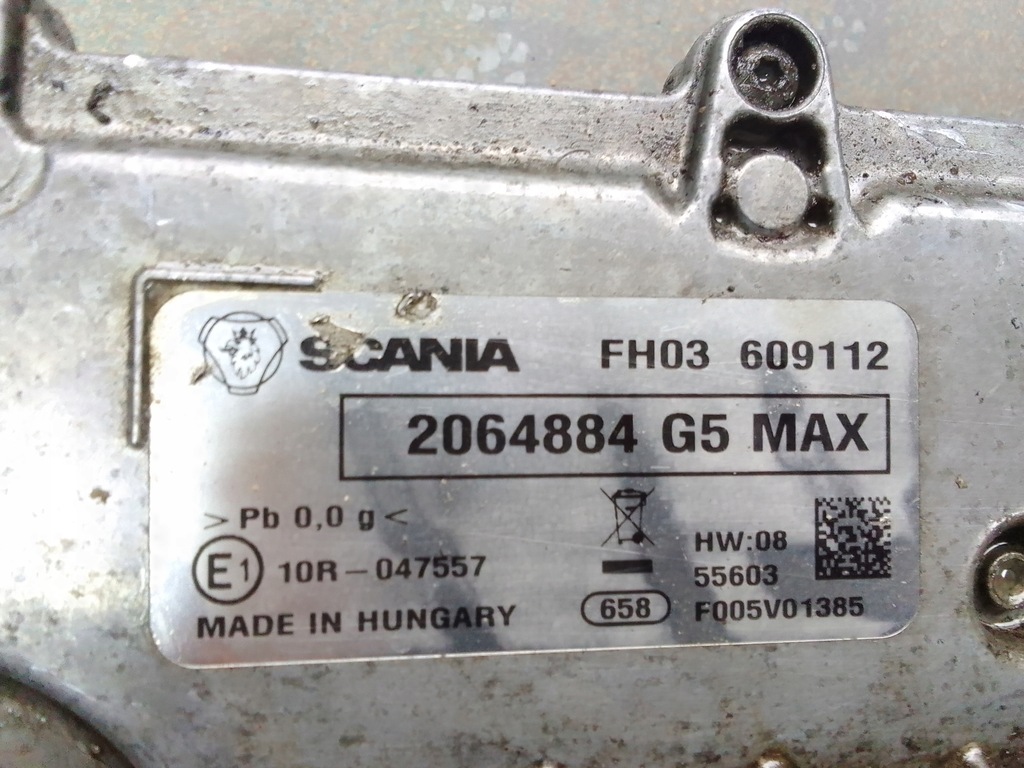 SCANIA FH03 609112
2064884 G5 MAX
>Pb 0,0 g<
HW:08
E1 10R-047557
55603
658
F005V01385
MADE IN HUNGARY